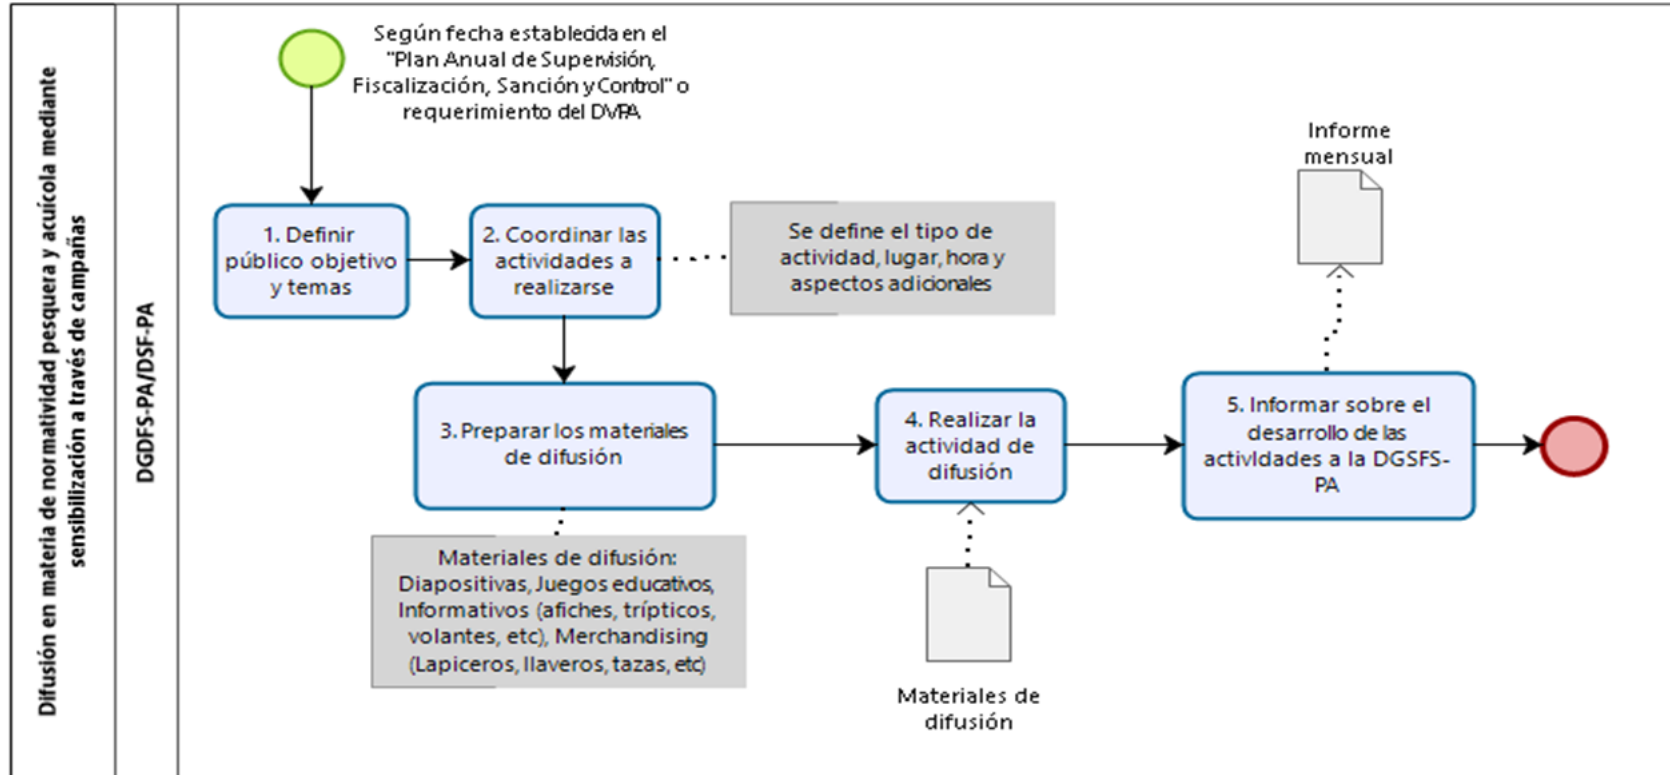 Difusión en materia de normatividad pesquera y acuícola mediante
sensibilización a través de campañas
DGDFS-PA/DSF-PA
Según fecha establecida en el
"Plan Anual de Supervisión,
Fiscalización, Sanción y Control" o
requerimiento del DVPA
1. Definir
público objetivo
y temas
2. Coordinar las
actividades a
realizarse
Se define el tipo de
actividad, lugar, hora y
aspectos adicionales
Informe
mensual
3. Preparar los materiales
de difusión
4. Realizar la
actividad de
difusión
5. Informar sobre el
desarrollo de las
actividades a la DGSFS-
PA
Materiales de difusión:
Diapositivas, Juegos educativos,
Informativos (afiches, trípticos,
volantes, etc), Merchandising
(Lapiceros, llaveros, tazas, etc)
Materiales de
difusión